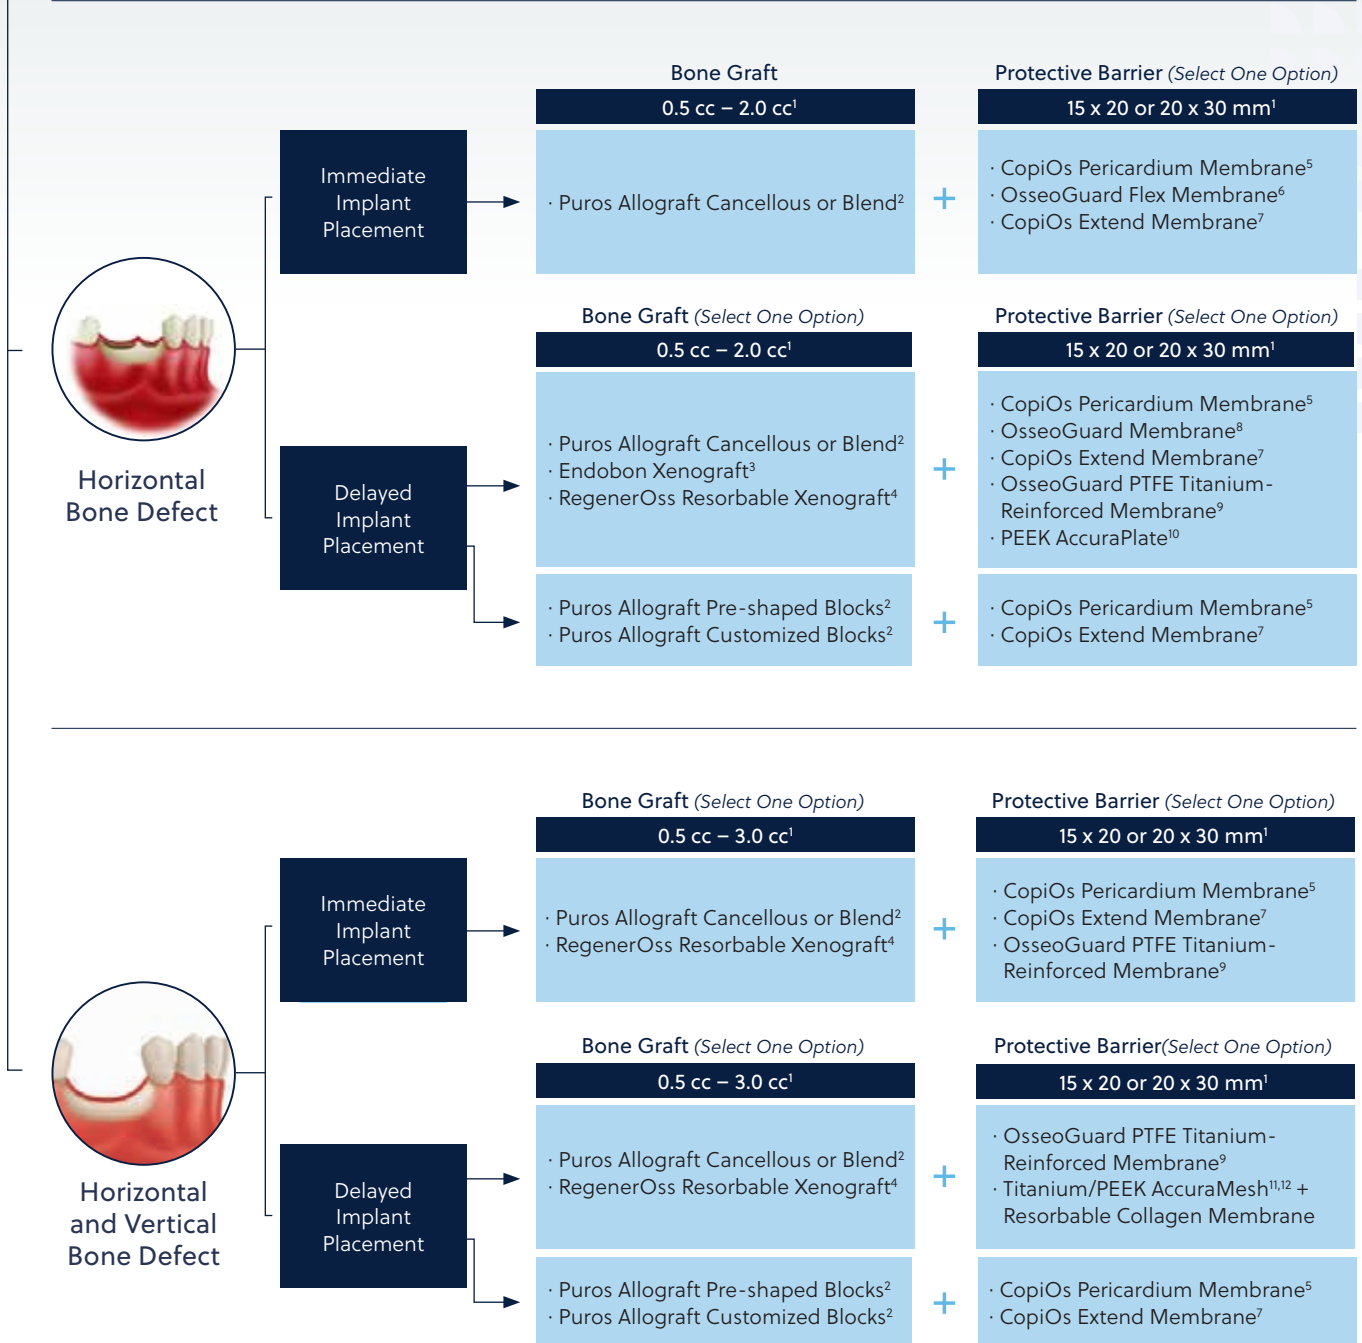 Bone Graft
Protective Barrier (Select One Option)
0.5 cc – 2.0 cc¹
15 x 20 or 20 x 30 mm¹
Immediate
Implant
Placement
· Puros Allograft Cancellous or Blend²
+
· CopiOs Pericardium Membrane⁵
· OsseoGuard Flex Membrane⁶
· CopiOs Extend Membrane⁷
Horizontal
Bone Defect
Bone Graft (Select One Option)
Protective Barrier (Select One Option)
0.5 cc – 2.0 cc¹
15 x 20 or 20 x 30 mm¹
Delayed
Implant
Placement
· Puros Allograft Cancellous or Blend²
· Endobon Xenograft³
· RegenerOss Resorbable Xenograft⁴
+
· CopiOs Pericardium Membrane⁵
· OsseoGuard Membrane⁸
· CopiOs Extend Membrane⁷
· OsseoGuard PTFE Titanium-
Reinforced Membrane⁹
· PEEK AccuraPlate¹⁰
· Puros Allograft Pre-shaped Blocks²
· Puros Allograft Customized Blocks²
+
· CopiOs Pericardium Membrane⁵
· CopiOs Extend Membrane⁷
Bone Graft (Select One Option)
Protective Barrier (Select One Option)
0.5 cc – 3.0 cc¹
15 x 20 or 20 x 30 mm¹
Immediate
Implant
Placement
· Puros Allograft Cancellous or Blend²
· RegenerOss Resorbable Xenograft⁴
+
· CopiOs Pericardium Membrane⁵
· CopiOs Extend Membrane⁷
· OsseoGuard PTFE Titanium-
Reinforced Membrane⁹
Horizontal
and Vertical
Bone Defect
Bone Graft (Select One Option)
Protective Barrier(Select One Option)
0.5 cc – 3.0 cc¹
15 x 20 or 20 x 30 mm¹
Delayed
Implant
Placement
· Puros Allograft Cancellous or Blend²
· RegenerOss Resorbable Xenograft⁴
+
· OsseoGuard PTFE Titanium-
Reinforced Membrane⁹
· Titanium/PEEK AccuraMesh¹¹,¹² +
Resorbable Collagen Membrane
· Puros Allograft Pre-shaped Blocks²
· Puros Allograft Customized Blocks²
+
· CopiOs Pericardium Membrane⁵
· CopiOs Extend Membrane⁷